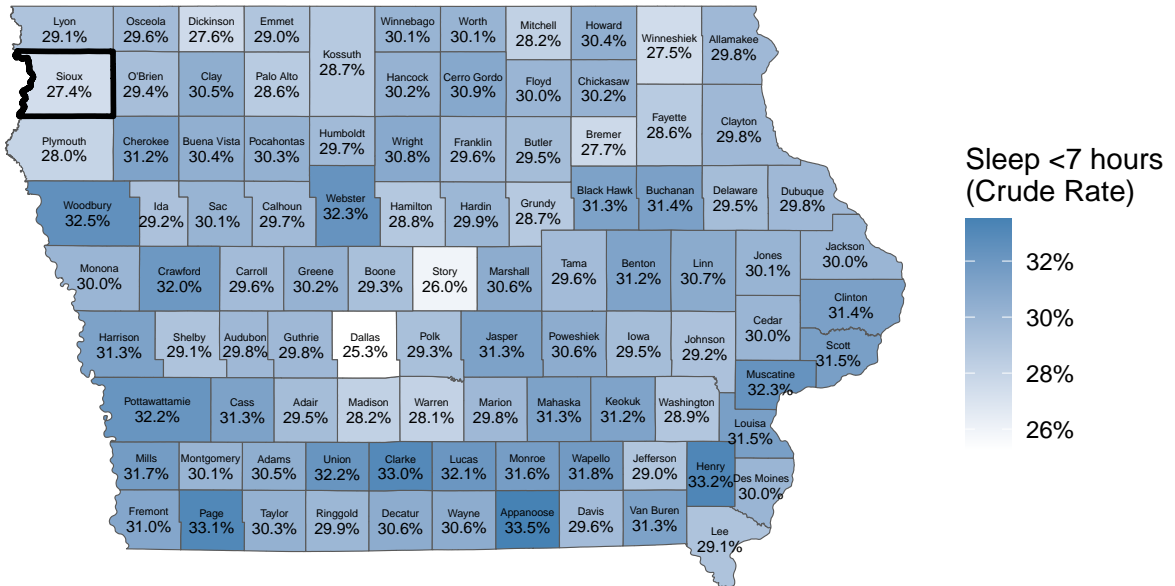 Lyon
29.1%
Osceola
29.6%
Dickinson
27.6%
Emmet
29.0%
Kossuth
28.7%
Winnebago
30.1%
Worth
30.1%
Mitchell
28.2%
Howard
30.4%
Winneshiek
27.5%
Allamakee
29.8%
Sioux
27.4%
O'Brien
29.4%
Clay
30.5%
Palo Alto
28.6%
Hancock
30.2%
Cerro Gordo
30.9%
Floyd
30.0%
Chickasaw
30.2%
Fayette
28.6%
Clayton
29.8%
Plymouth
28.0%
Cherokee
31.2%
Buena Vista
30.4%
Pocahontas
30.3%
Humboldt
29.7%
Wright
30.8%
Franklin
29.6%
Butler
29.5%
Bremer
27.7%
Woodbury
32.5%
Ida
29.2%
Sac
30.1%
Calhoun
29.7%
Webster
32.3%
Hamilton
28.8%
Hardin
29.9%
Grundy
28.7%
Black Hawk
31.3%
Buchanan
31.4%
Delaware
29.5%
Dubuque
29.8%
Monona
30.0%
Crawford
32.0%
Carroll
29.6%
Greene
30.2%
Boone
29.3%
Story
26.0%
Marshall
30.6%
Tama
29.6%
Benton
31.2%
Linn
30.7%
Jones
30.1%
Jackson
30.0%
Clinton
31.4%
Cedar
30.0%
Scott
31.5%
Harrison
31.3%
Shelby
29.1%
Audubon
29.8%
Guthrie
29.8%
Dallas
25.3%
Polk
29.3%
Jasper
31.3%
Poweshiek
30.6%
Iowa
29.5%
Johnson
29.2%
Muscatine
32.3%
Pottawattamie
32.2%
Cass
31.3%
Adair
29.5%
Madison
28.2%
Warren
28.1%
Marion
29.8%
Mahaska
31.3%
Keokuk
31.2%
Washington
28.9%
Louisa
31.5%
Mills
31.7%
Montgomery
30.1%
Adams
30.5%
Union
32.2%
Clarke
33.0%
Lucas
32.1%
Monroe
31.6%
Wapello
31.8%
Jefferson
29.0%
Henry
33.2%
Des Moines
30.0%
Fremont
31.0%
Page
33.1%
Taylor
30.3%
Ringgold
29.9%
Decatur
30.6%
Wayne
30.6%
Appanoose
33.5%
Davis
29.6%
Van Buren
31.3%
Lee
29.1%
Sleep <7 hours
(Crude Rate)
32%
30%
28%
26%